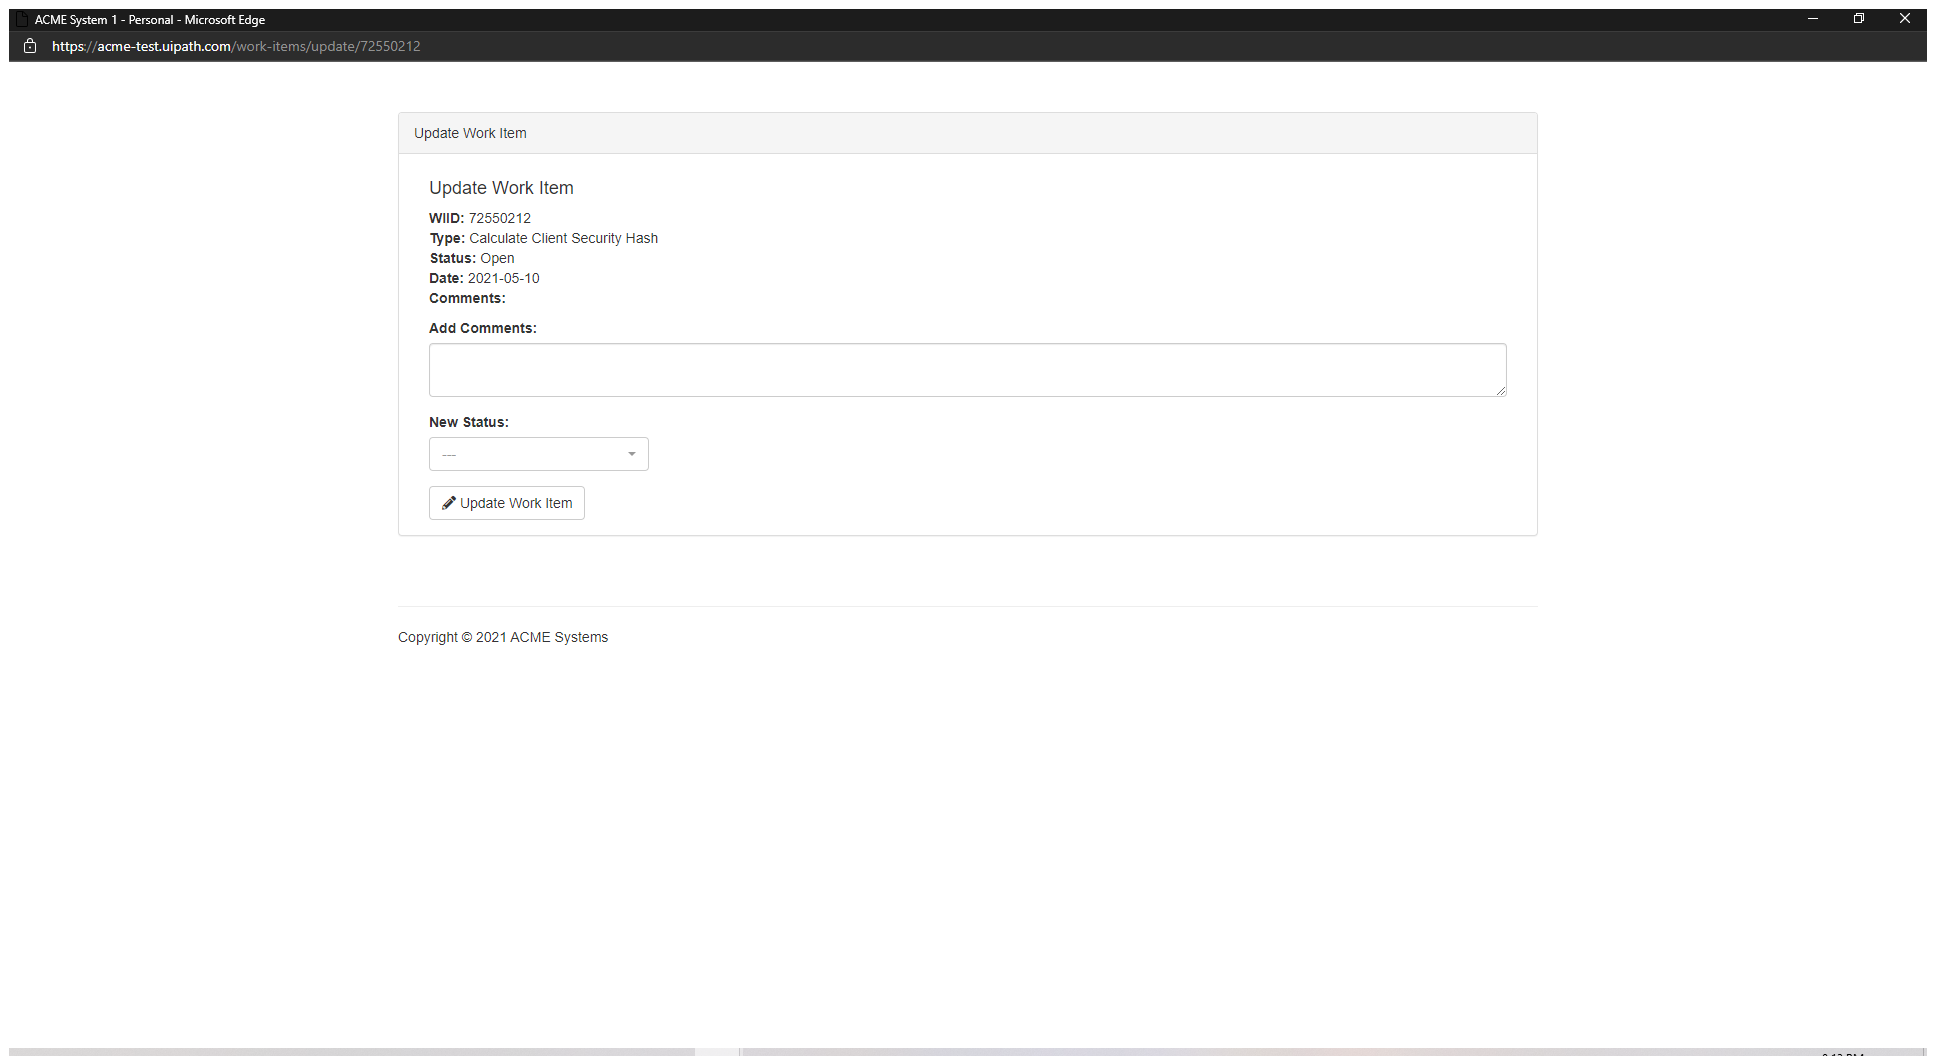 ACME System 1 - Personal - Microsoft Edge
https://acme-test.uipath.com/work-items/update/72550212
Update Work Item
Update Work Item
WIID: 72550212
Type: Calculate Client Security Hash
Status: Open
Date: 2021-05-10
Comments:
Add Comments:
New Status:
---
Update Work Item
Copyright © 2021 ACME Systems